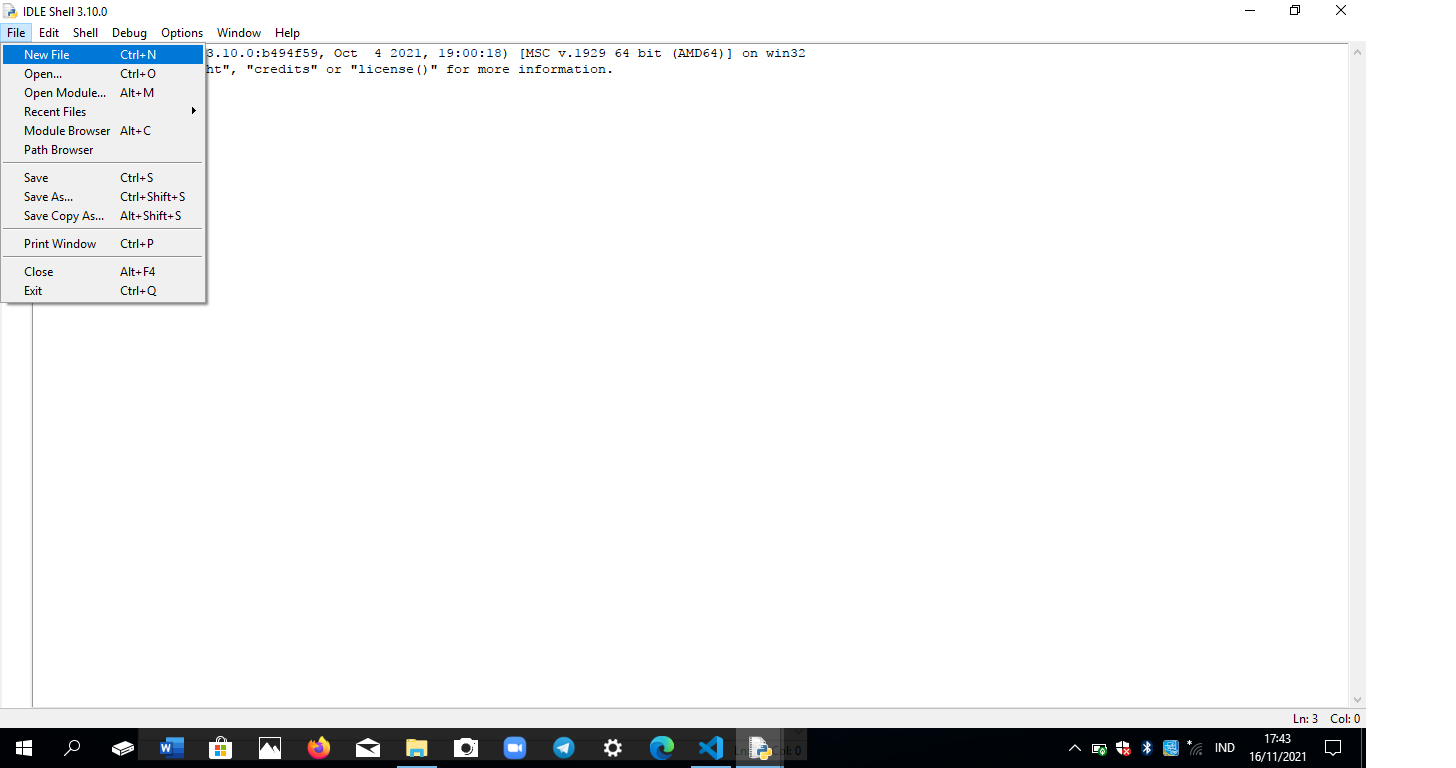 IDLE Shell 3.10.0
File Edit Shell Debug Options Window Help
New File Ctrl+N
3.10.0:b494f59, Oct  4 2021, 19:00:18) [MSC v.1929 64 bit (AMD64)] on win32
Open... Ctrl+O
ht", "credits" or "license()" for more information.
Open Module... Alt+M
Recent Files
Module Browser Alt+C
Path Browser
Save Ctrl+S
Save As... Ctrl+Shift+S
Save Copy As... Alt+Shift+S
Print Window Ctrl+P
Close Alt+F4
Exit Ctrl+Q
Ln: 3 Col: 0
Ln: Col: 0
IND
17:43
16/11/2021